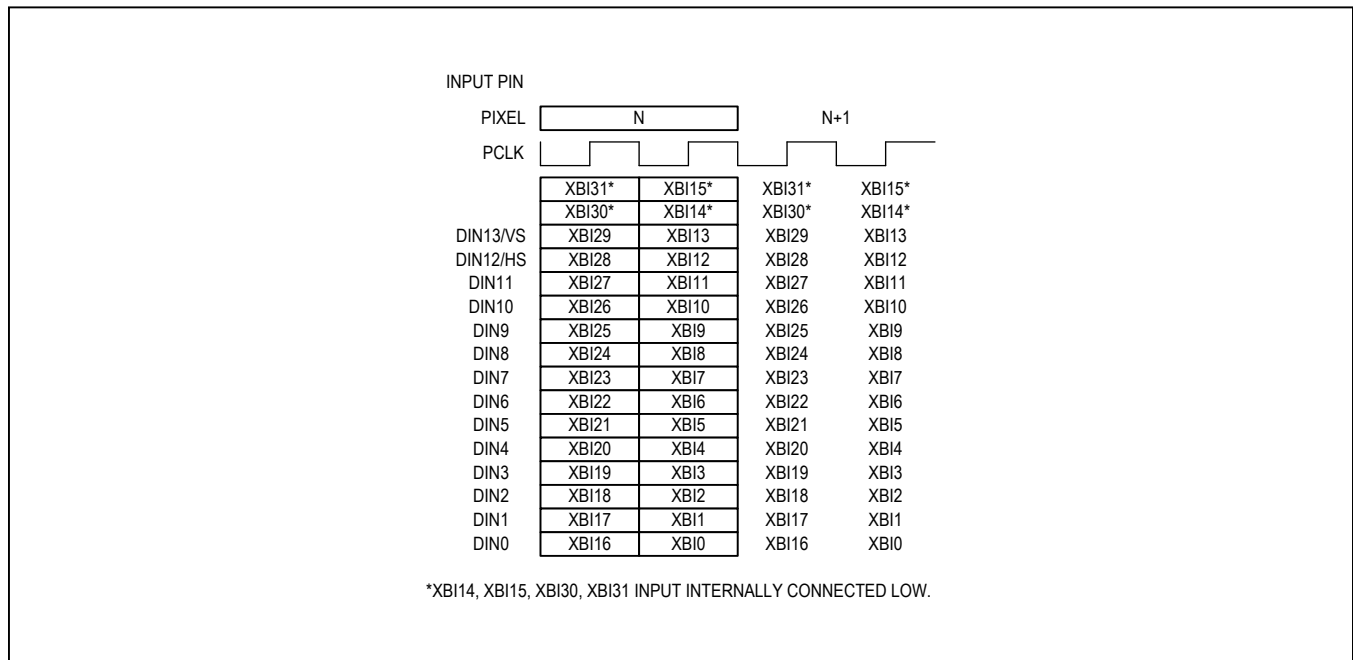 INPUT PIN
PIXEL N N+1
PCLK
XBI31* XBI15* XBI31* XBI15*
XBI30* XBI14* XBI30* XBI14*
DIN13/VS XBI29 XBI13 XBI29 XBI13
DIN12/HS XBI28 XBI12 XBI28 XBI12
DIN11 XBI27 XBI11 XBI27 XBI11
DIN10 XBI26 XBI10 XBI26 XBI10
DIN9 XBI25 XBI9 XBI25 XBI9
DIN8 XBI24 XBI8 XBI24 XBI8
DIN7 XBI23 XBI7 XBI23 XBI7
DIN6 XBI22 XBI6 XBI22 XBI6
DIN5 XBI21 XBI5 XBI21 XBI5
DIN4 XBI20 XBI4 XBI20 XBI4
DIN3 XBI19 XBI3 XBI19 XBI3
DIN2 XBI18 XBI2 XBI18 XBI2
DIN1 XBI17 XBI1 XBI17 XBI1
DIN0 XBI16 XBI0 XBI16 XBI0
*XBI14, XBI15, XBI30, XBI31 INPUT INTERNALLY CONNECTED LOW.